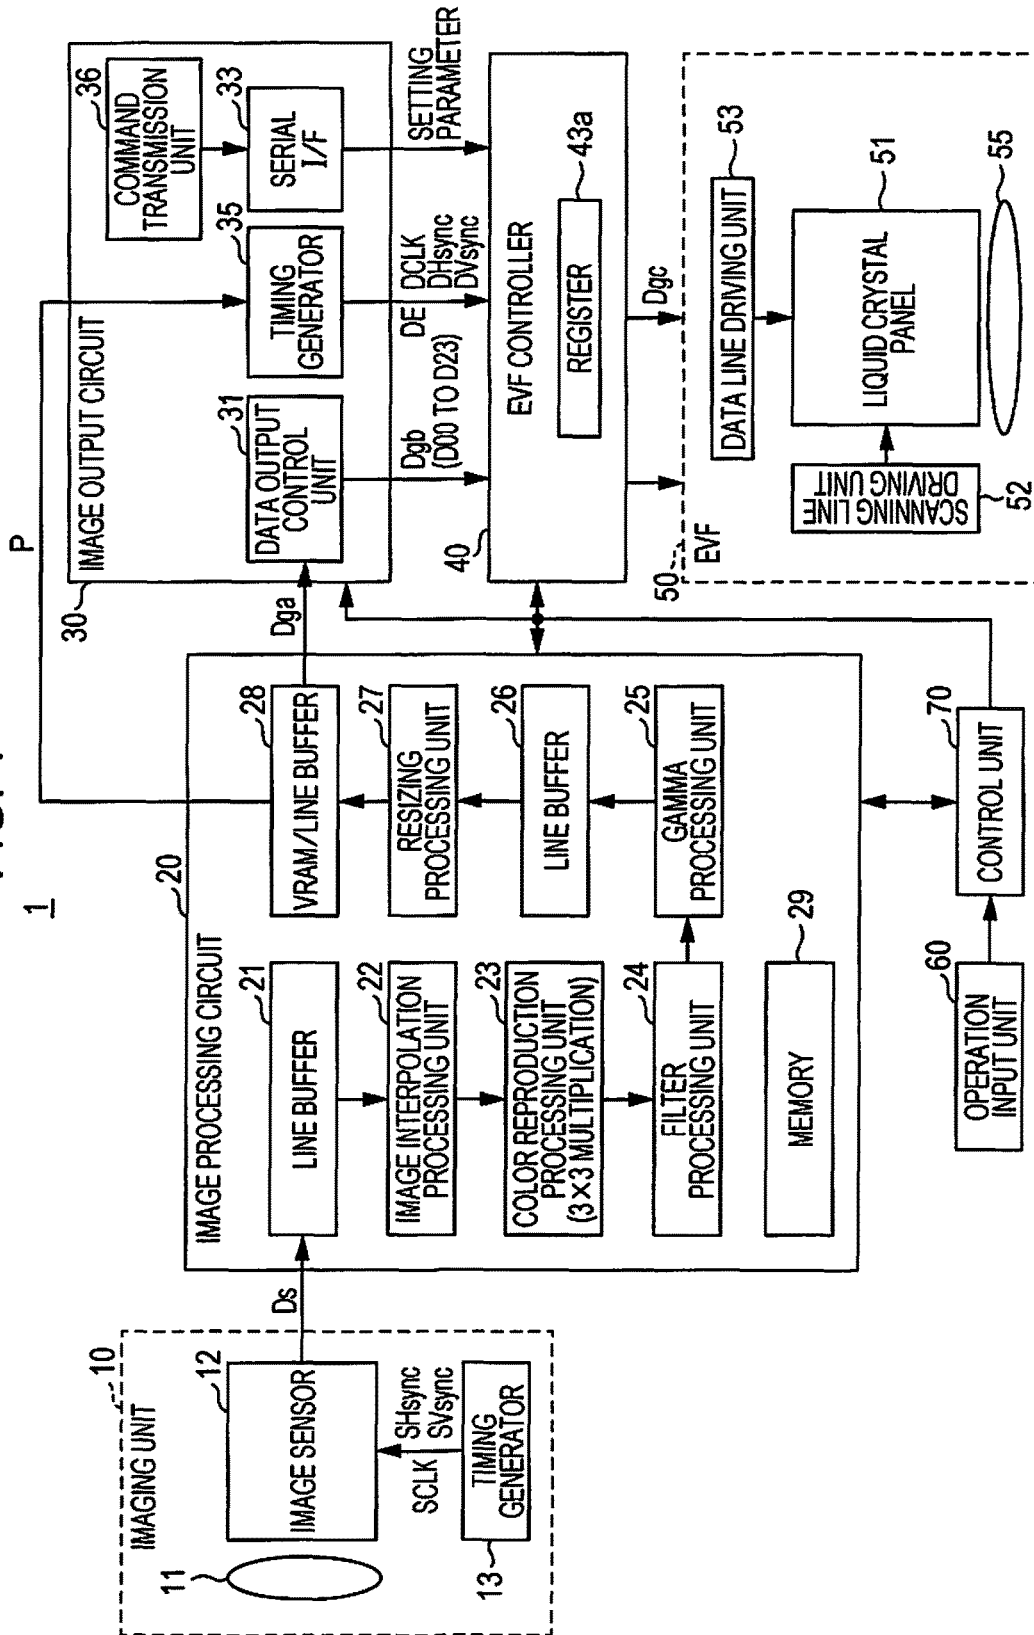 1
P
IMAGING UNIT
10
11
12
IMAGE SENSOR
SCLK
SHsync
SVsync
TIMING
GENERATOR
13
Ds
20
IMAGE PROCESSING CIRCUIT
21
LINE BUFFER
22
IMAGE INTERPOLATION
PROCESSING UNIT
23
COLOR REPRODUCTION
PROCESSING UNIT
(3×3 MULTIPLICATION)
24
FILTER
PROCESSING UNIT
MEMORY
29
28
VRAM/LINE BUFFER
27
RESIZING
PROCESSING UNIT
26
LINE BUFFER
25
GAMMA
PROCESSING UNIT
Dga
30
IMAGE OUTPUT CIRCUIT
31
DATA OUTPUT
CONTROL
UNIT
35
TIMING
GENERATOR
36
COMMAND
TRANSMISSION
UNIT
33
SERIAL
I/F
Dgb
(D00 TO D23)
DE
DCLK
DHsync
DVsync
SETTING
PARAMETER
40
EVF CONTROLLER
REGISTER
43a
Dgc
50
EVF
DATA LINE DRIVING UNIT
53
SCANNING LINE
DRIVING UNIT
52
LIQUID CRYSTAL
PANEL
51
55
60
OPERATION
INPUT UNIT
70
CONTROL UNIT